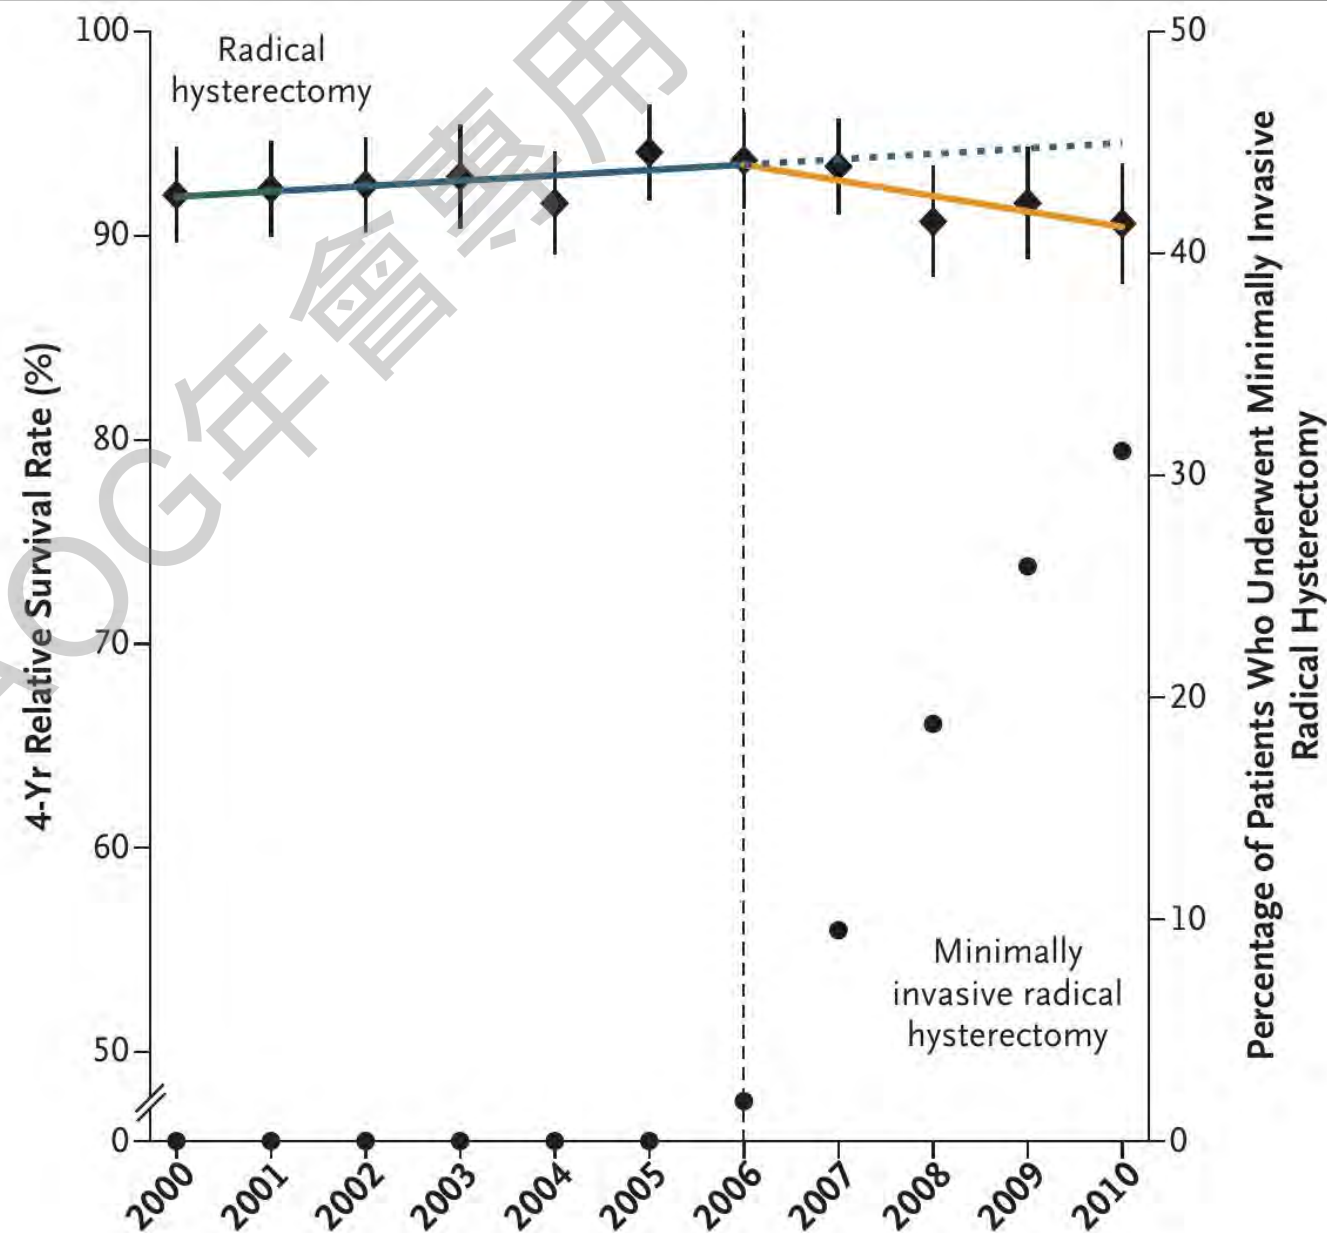 100
90
80
70
60
50
0
4-Yr Relative Survival Rate (%)
Radical
hysterectomy
Minimally
invasive radical
hysterectomy
50
40
30
20
10
0
Percentage of Patients Who Underwent Minimally Invasive
Radical Hysterectomy
2000
2001
2002
2003
2004
2005
2006
2007
2008
2009
2010
AOG年會專用